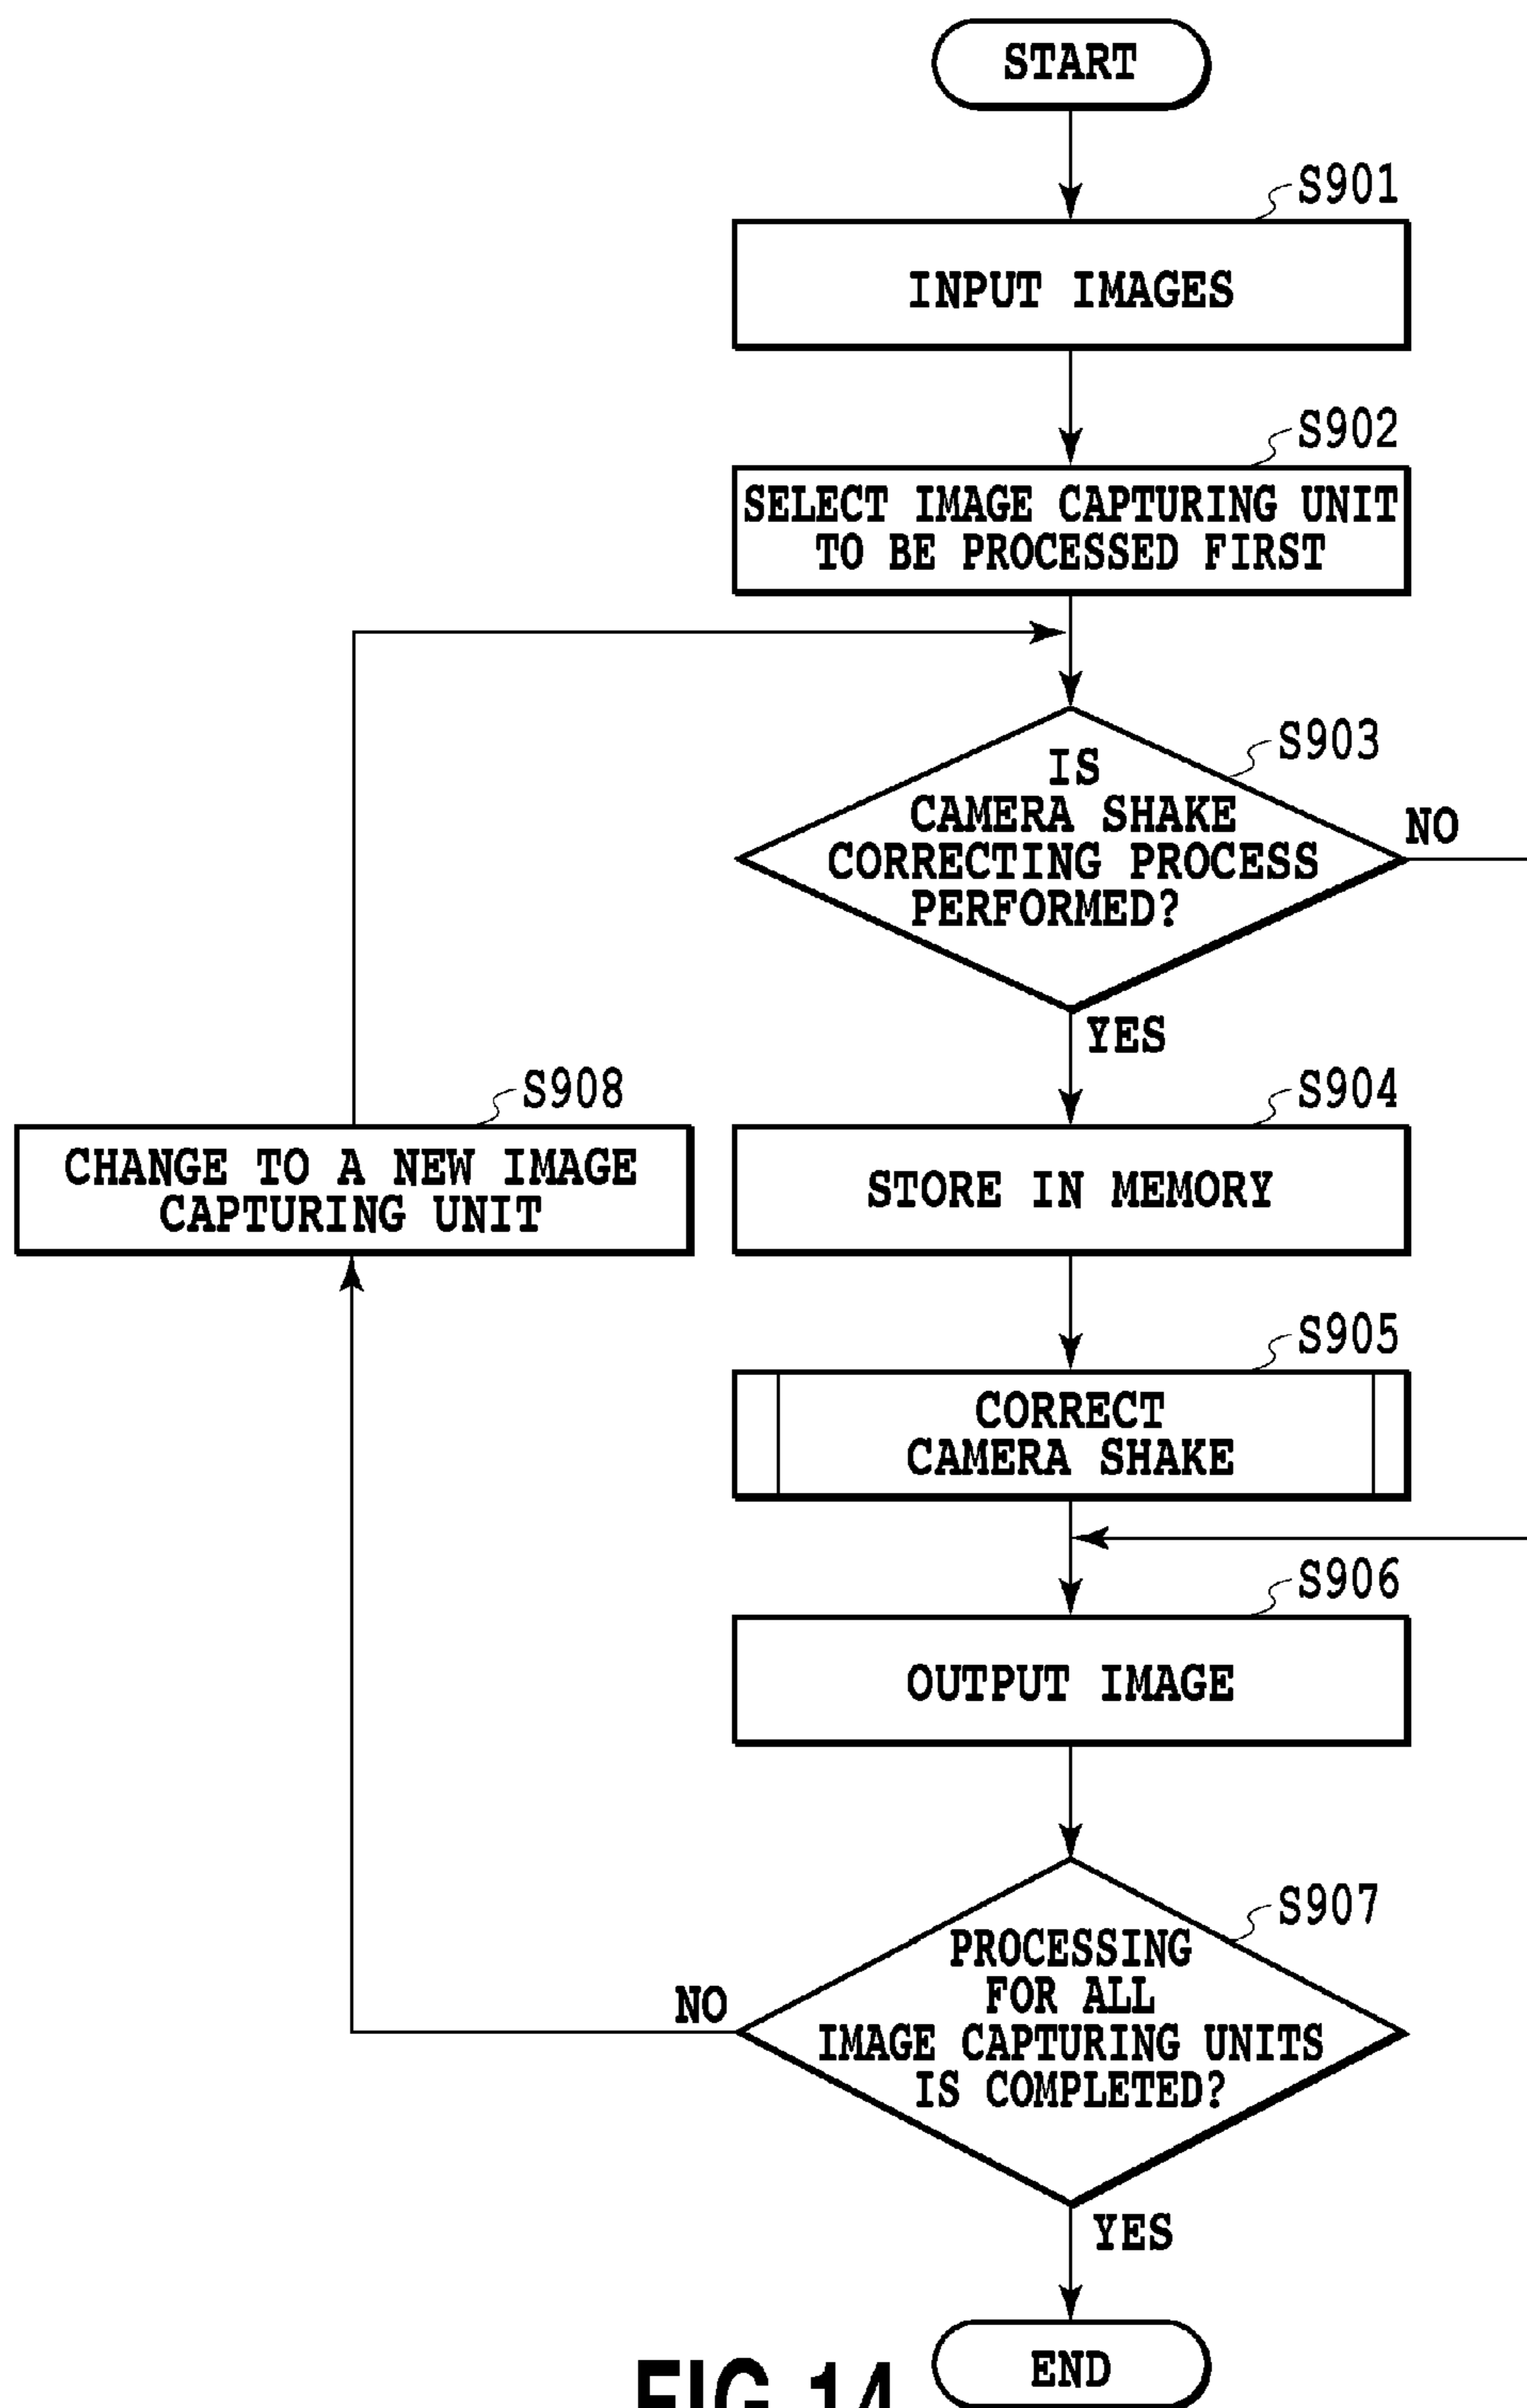 START
S901
INPUT IMAGES
S902
SELECT IMAGE CAPTURING UNIT
TO BE PROCESSED FIRST
S903
IS
CAMERA SHAKE
CORRECTING PROCESS
PERFORMED?
NO
YES
S908
CHANGE TO A NEW IMAGE
CAPTURING UNIT
S904
STORE IN MEMORY
S905
CORRECT
CAMERA SHAKE
S906
OUTPUT IMAGE
S907
PROCESSING
FOR ALL
IMAGE CAPTURING UNITS
IS COMPLETED?
NO
YES
END
FIG.14